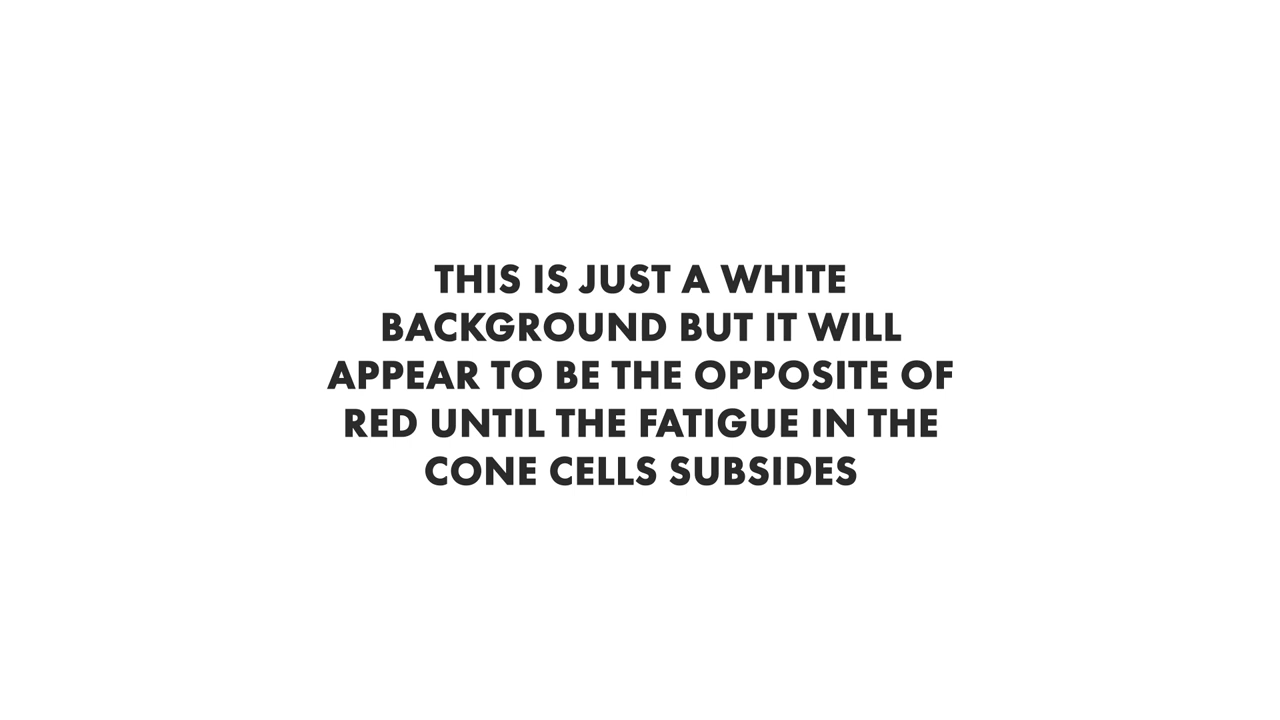 THIS IS JUST A WHITE
BACKGROUND BUT IT WILL
APPEAR TO BE THE OPPOSITE OF
RED UNTIL THE FATIGUE IN THE
CONE CELLS SUBSIDES